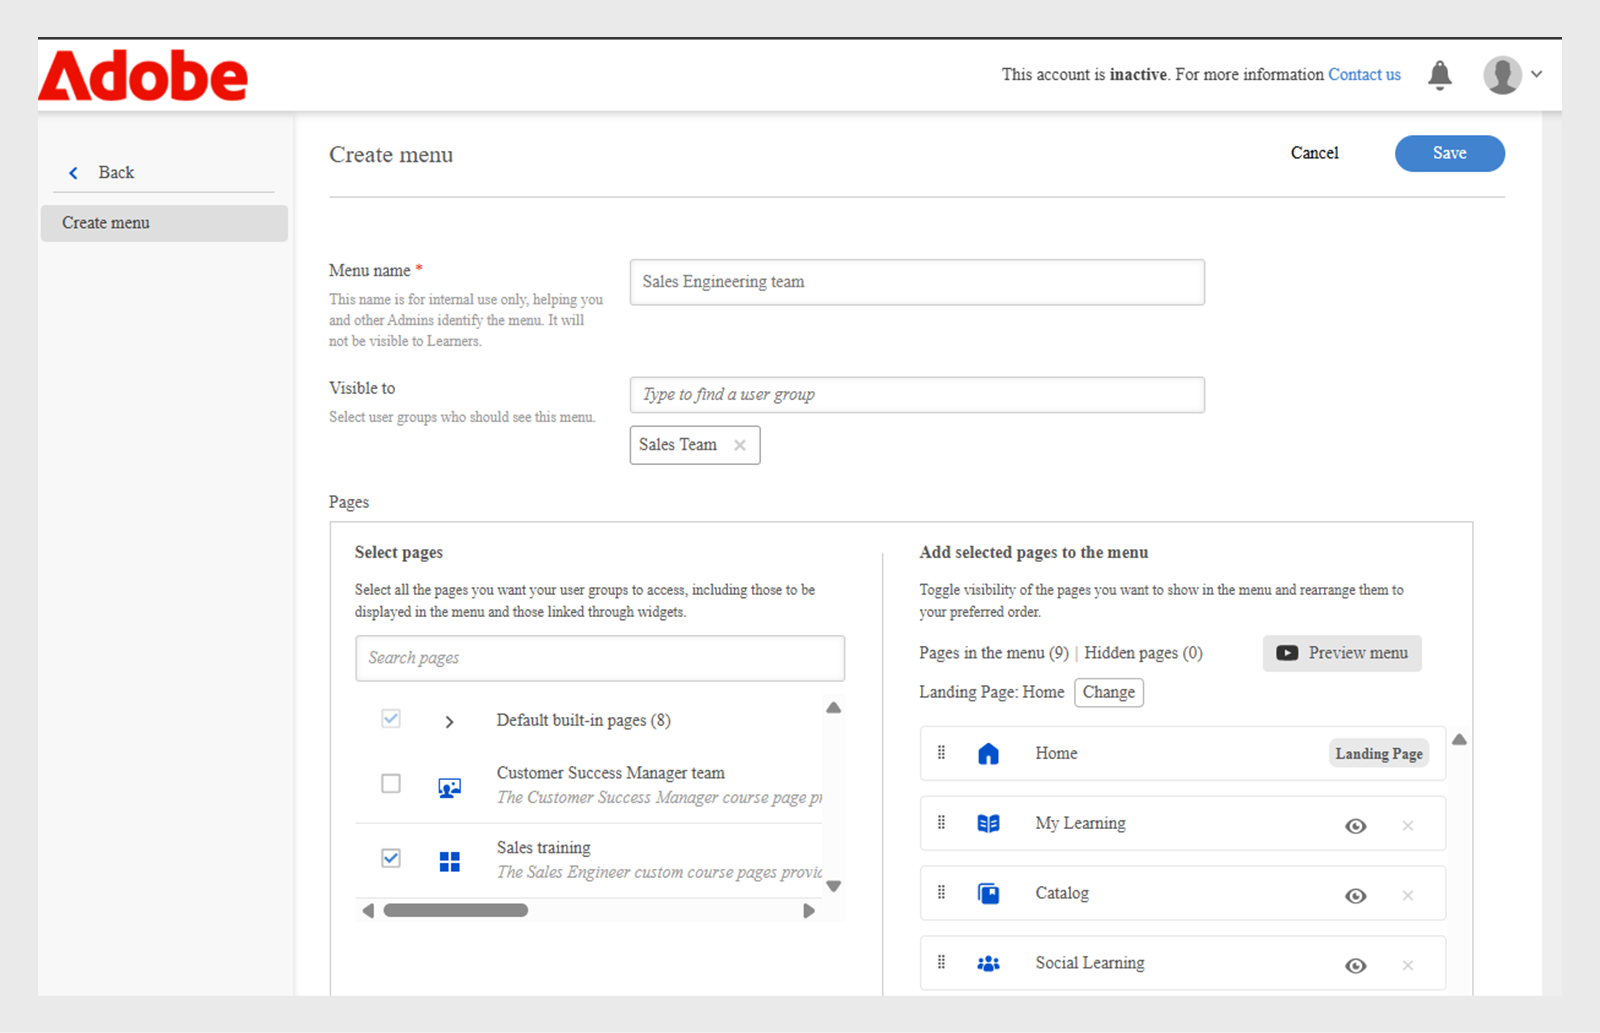 Adobe
This account is inactive. For more information Contact us
Back
Create menu
Create menu
Cancel
Save
Menu name *
This name is for internal use only, helping you
and other Admins identify the menu. It will
not be visible to Learners.
Sales Engineering team
Visible to
Select user groups who should see this menu.
Type to find a user group
Sales Team
Pages
Select pages
Select all the pages you want your user groups to access, including those to be
displayed in the menu and those linked through widgets.
Search pages
Default built-in pages (8)
Customer Success Manager team
The Customer Success Manager course page
Sales training
The Sales Engineer custom course pages
Add selected pages to the menu
Toggle visibility of the pages you want to show in the menu and rearrange them to
your preferred order.
Pages in the menu (9) | Hidden pages (0)
Preview menu
Landing Page: Home
Change
Home
Landing Page
My Learning
Catalog
Social Learning